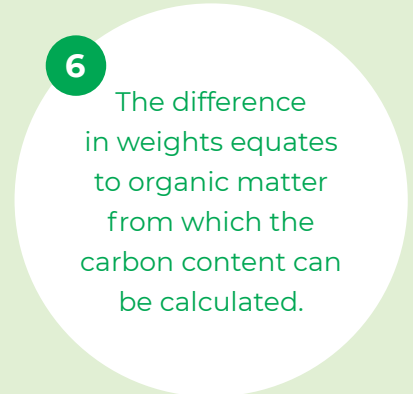 6
The difference
in weights equates
to organic matter
from which the
carbon content can
be calculated.